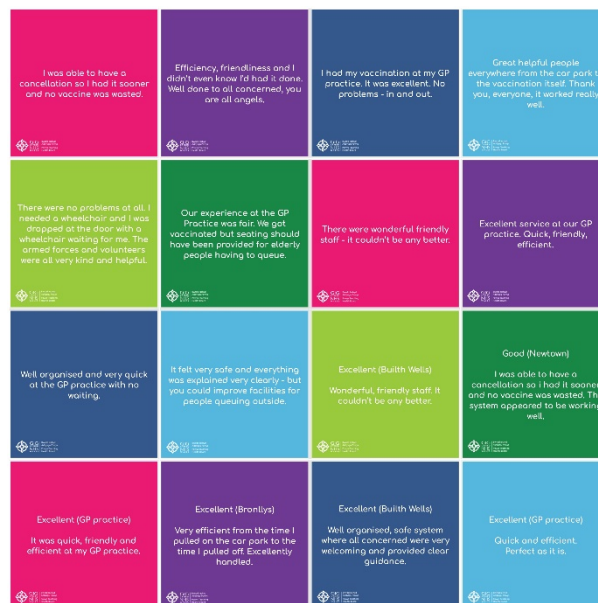 I was able to have a
cancellation so I had it sooner
and no vaccine was wasted.
Efficiency, friendliness and I
didn't even know I'd had it done.
Well done to all concerned, you
are all angels.
I had my vaccination at my GP
practice. It was excellent. No
problems - in and out.
Great helpful people
everywhere from the car park t
the vaccination itself. Thank
you, everyone, it worked really
well.
There were no problems at all. I
needed a wheelchair and I was
dropped at the door with a
wheelchair waiting for me. The
armed forces and volunteers
were all very kind and helpful.
Our experience at the GP
Practice was fair. We got
vaccinated but seating should
have been provided for elderly
people having to queue.
There were wonderful friendly
staff - it couldn't be any better.
Excellent service at our GP
practice. Quick, friendly,
efficient.
Well organised and very quick
at the GP practice with no
waiting.
It felt very safe and everything
was explained very clearly - but
you could improve facilities for
people queuing outside.
Excellent (Builth Wells)
Wonderful, friendly staff. It
couldn't be any better.
Good (Newtown)
I was able to have a
cancellation so i had it sooner
and no vaccine was wasted. Th
system appeared to be working
well.
Excellent (GP practice)
It was quick, friendly and
efficient at my GP practice.
Excellent (Bronllys)
Very efficient from the time I
pulled on the car park to the
time I pulled off. Excellently
handled.
Excellent (Builth Wells)
Well organised, safe system
where all concerned were very
welcoming and provided clear
guidance.
Excellent (GP practice)
Quick and efficient.
Perfect as it is.